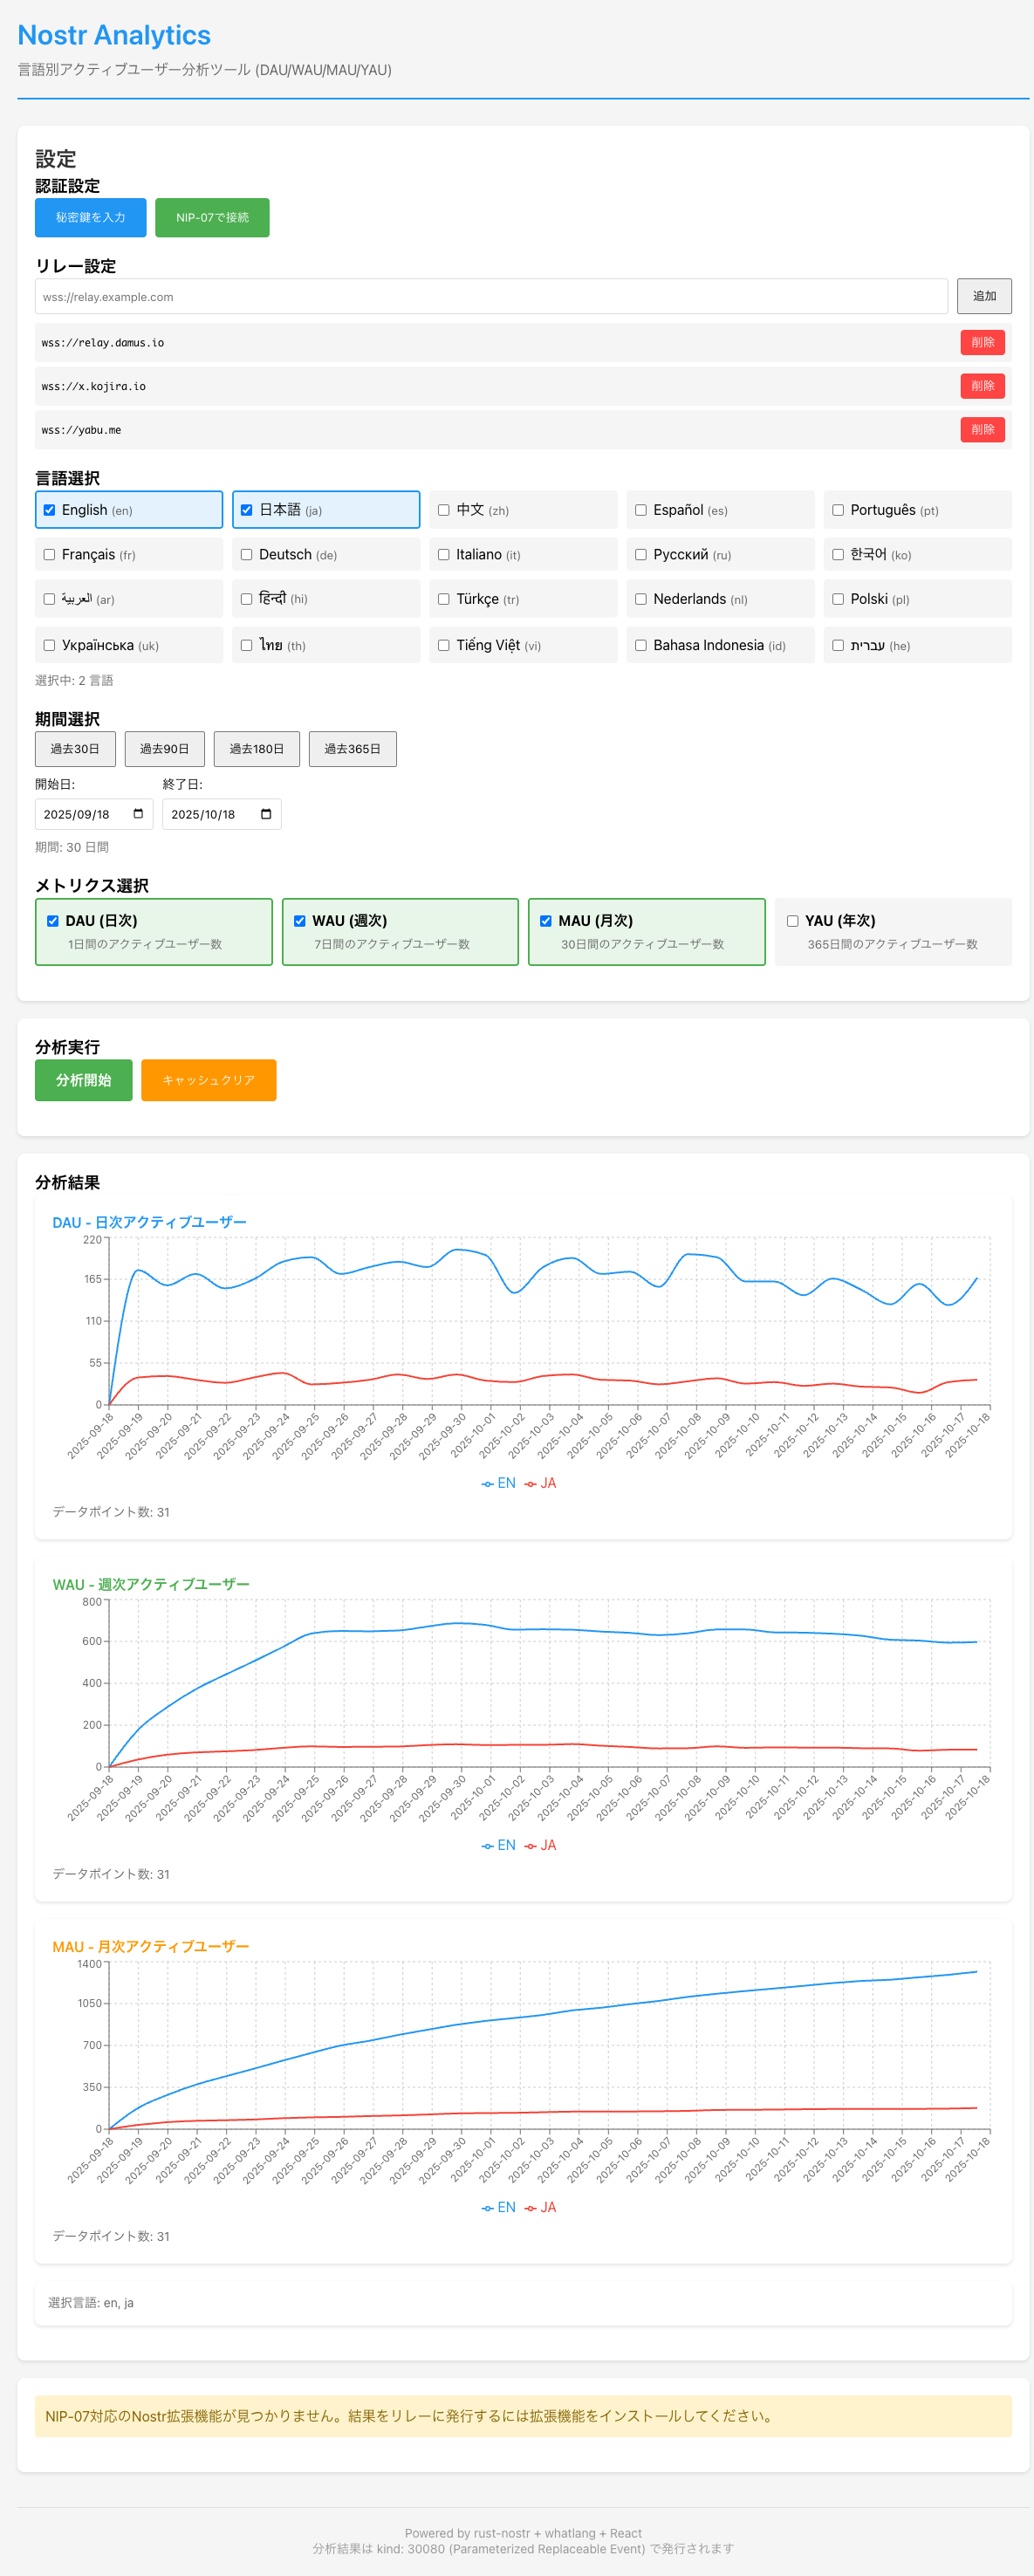 Nostr Analytics
言語別アクティブユーザー分析ツール (DAU/WAU/MAU/YAU)
設定
認証設定
秘密鍵を入力 NIP-07で接続
リレー設定
wss://relay.example.com 追加
wss://relay.damus.io 削除
wss://x.kojira.io 削除
wss://yabu.me 削除
言語選択
English (en) 日本語 (ja) 中文 (zh) Español (es) Português (pt)
Français (fr) Deutsch (de) Italiano (it) Русский (ru) 한국어 (ko)
العربية (ar) हिन्दी (hi) Türkçe (tr) Nederlands (nl) Polski (pl)
Українська (uk) ไทย (th) Tiếng Việt (vi) Bahasa Indonesia (id) עברית (he)
選択中: 2 言語
期間選択
過去30日 過去90日 過去180日 過去365日
開始日: 終了日:
2025/09/18 2025/10/18
期間: 30 日間
メトリクス選択
DAU (日次) WAU (週次) MAU (月次) YAU (年次)
1日間のアクティブユーザー数 7日間のアクティブユーザー数 30日間のアクティブユーザー数 365日間のアクティブユーザー数
分析実行
分析開始 キャッシュクリア
分析結果
DAU - 日次アクティブユーザー
220
165
110
55
0
2025-09-18 2025-09-19 2025-09-20 2025-09-21 2025-09-22 2025-09-23 2025-09-24 2025-09-25 2025-09-26 2025-09-27 2025-09-28 2025-09-29 2025-09-30 2025-10-01 2025-10-02 2025-10-03 2025-10-04 2025-10-05 2025-10-06 2025-10-07 2025-10-08 2025-10-09 2025-10-10 2025-10-11 2025-10-12 2025-10-13 2025-10-14 2025-10-15 2025-10-16 2025-10-17 2025-10-18
EN JA
データポイント数: 31
WAU - 週次アクティブユーザー
800
600
400
200
0
2025-09-18 2025-09-19 2025-09-20 2025-09-21 2025-09-22 2025-09-23 2025-09-24 2025-09-25 2025-09-26 2025-09-27 2025-09-28 2025-09-29 2025-09-30 2025-10-01 2025-10-02 2025-10-03 2025-10-04 2025-10-05 2025-10-06 2025-10-07 2025-10-08 2025-10-09 2025-10-10 2025-10-11 2025-10-12 2025-10-13 2025-10-14 2025-10-15 2025-10-16 2025-10-17 2025-10-18
EN JA
データポイント数: 31
MAU - 月次アクティブユーザー
1400
1050
700
350
0
2025-09-18 2025-09-19 2025-09-20 2025-09-21 2025-09-22 2025-09-23 2025-09-24 2025-09-25 2025-09-26 2025-09-27 2025-09-28 2025-09-29 2025-09-30 2025-10-01 2025-10-02 2025-10-03 2025-10-04 2025-10-05 2025-10-06 2025-10-07 2025-10-08 2025-10-09 2025-10-10 2025-10-11 2025-10-12 2025-10-13 2025-10-14 2025-10-15 2025-10-16 2025-10-17 2025-10-18
EN JA
データポイント数: 31
選択言語: en, ja
NIP-07対応のNostr拡張機能が見つかりません。結果をリレーに発行するには拡張機能をインストールしてください。
Powered by rust-nostr + whatlang + React
分析結果は kind: 30080 (Parameterized Replaceable Event) で発行されます